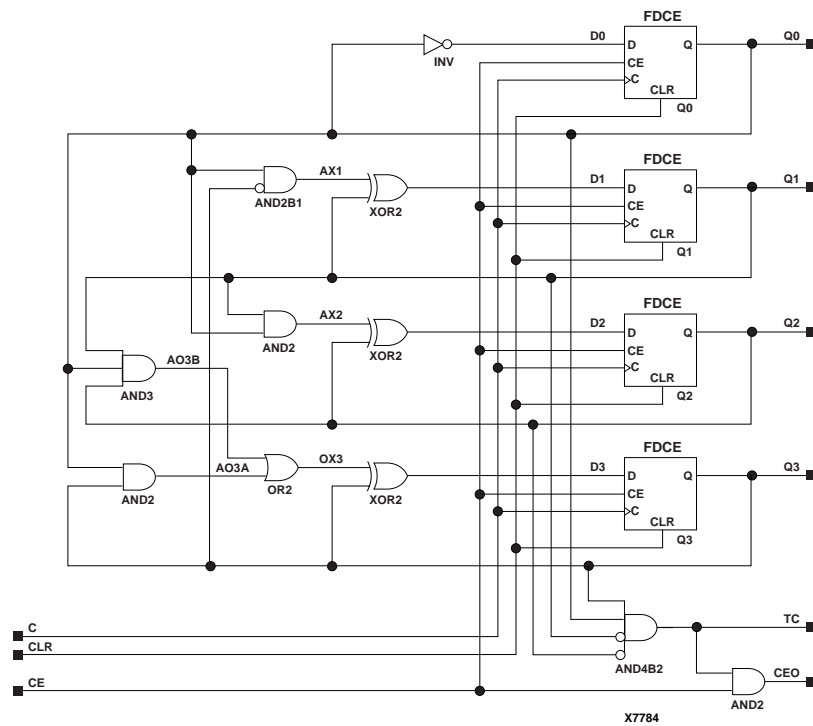 FDCE
D0 D Q Q0
INV CE
C
CLR
Q0
FDCE
AX1 D1 D Q Q1
AND2B1 XOR2 CE
C
CLR
Q1
FDCE
AX2 D2 D Q Q2
AND2 XOR2 CE
AO3B C
CLR
AND3 Q2
FDCE
OX3 D3 D Q Q3
AO3A
AND2 OR2 XOR2 CE
C
CLR
Q3
C TC
CLR
AND4B2
CE CEO
AND2
X7784